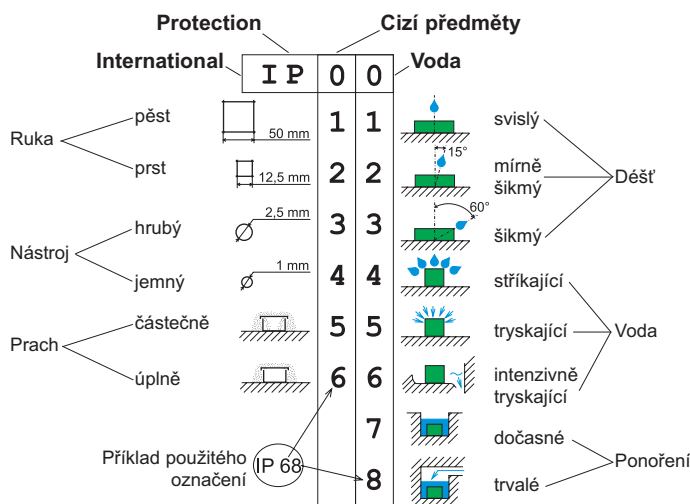 Protection Cizí předměty
International IP 0 0 Voda
pěst 50 mm 1 1 svislý
Ruka
prst 12,5 mm 2 2 15° mírně
šikmý
Déšť
hrubý 2,5 mm 3 3 60° šikmý
Nástroj
jemný 1 mm 4 4 stříkající
částečně 5 5 tryskající Voda
Prach
úplně 6 6 intenzivně
tryskající
7 dočasné
Příklad použitého
označení
IP 68
Ponoření
8 trvalé